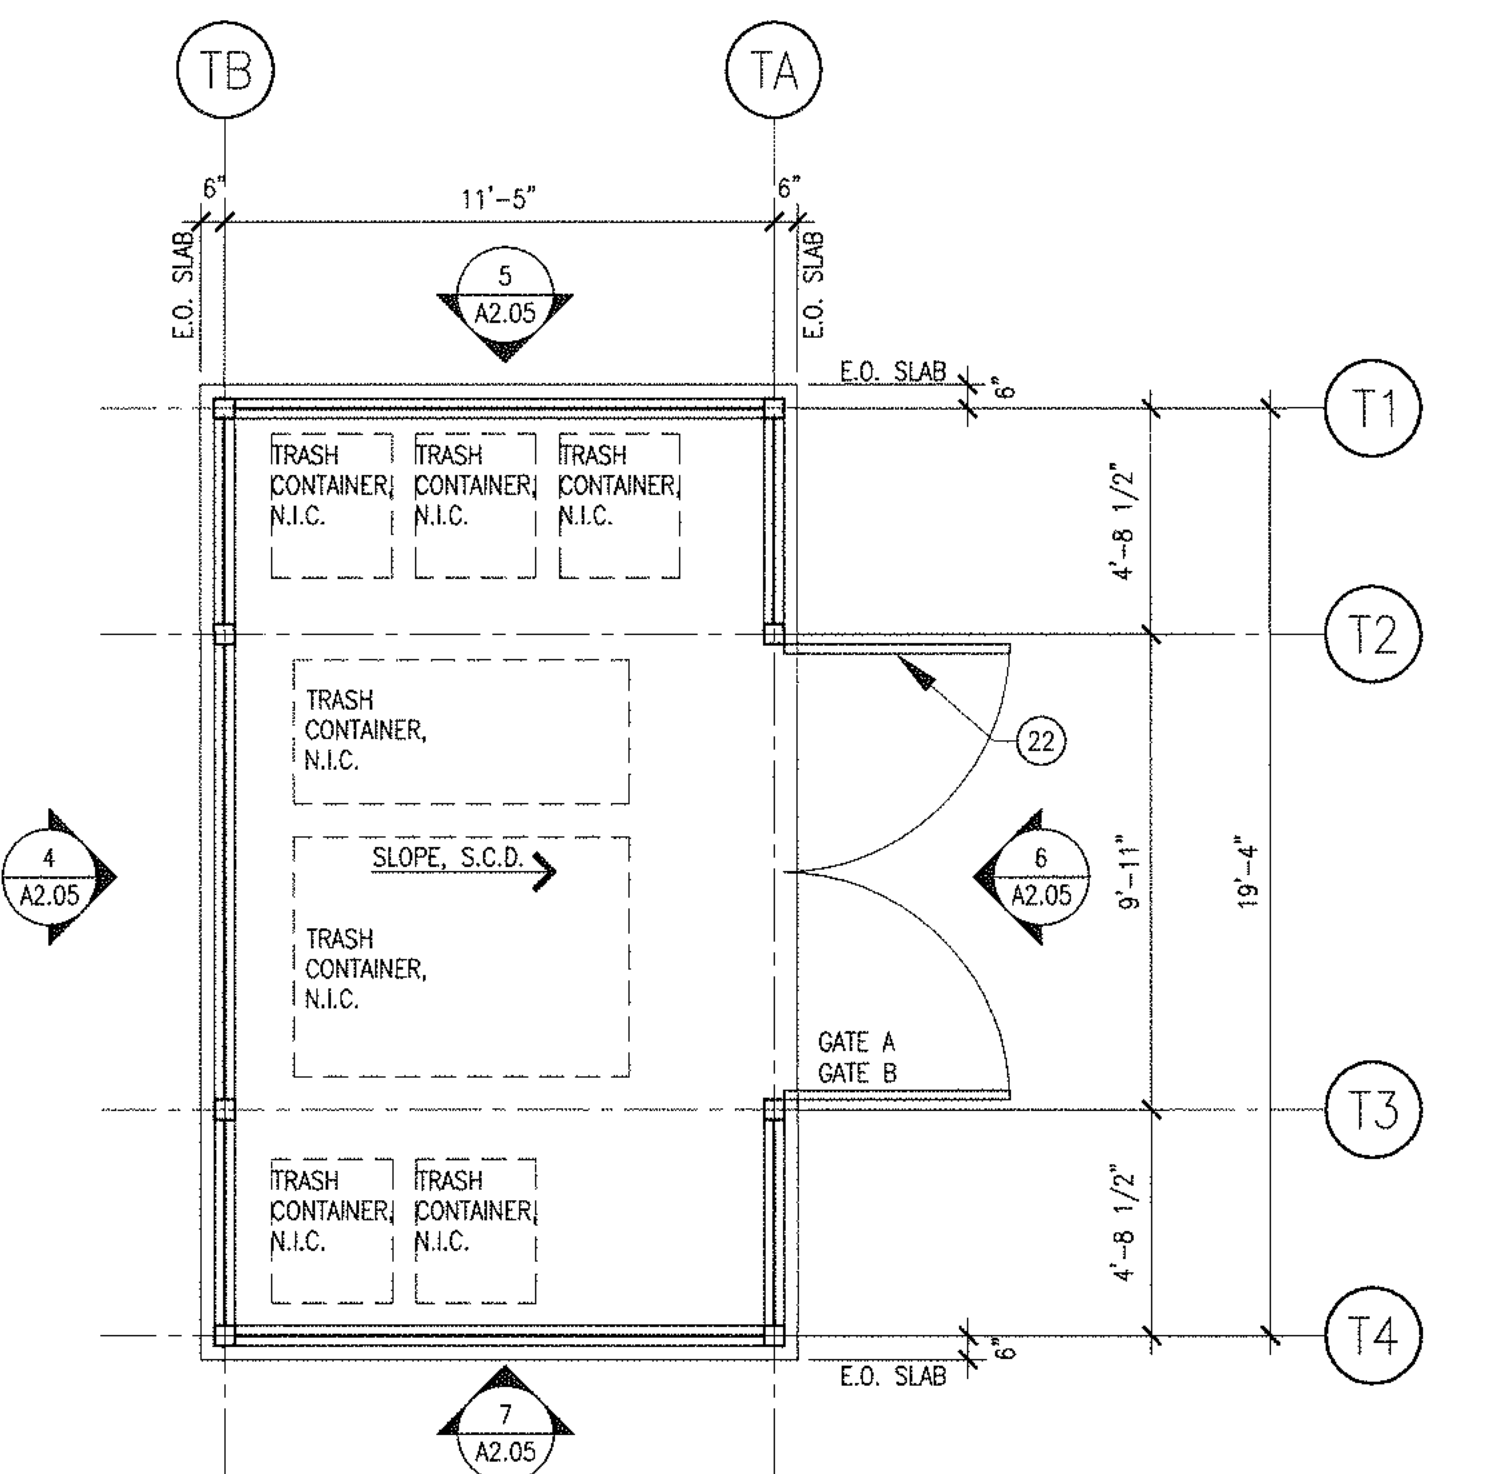 TB
TA
6"
11'-5"
6"
E.O. SLAB
E.O. SLAB
5
A2.05
E.O. SLAB
6"
T1
TRASH
CONTAINER,
N.I.C.
TRASH
CONTAINER,
N.I.C.
TRASH
CONTAINER,
N.I.C.
4'-8 1/2"
T2
TRASH
CONTAINER,
N.I.C.
22
4
A2.05
SLOPE, S.C.D.
6
A2.05
9'-11"
19'-4"
TRASH
CONTAINER,
N.I.C.
GATE A
GATE B
T3
TRASH
CONTAINER,
N.I.C.
TRASH
CONTAINER,
N.I.C.
4'-8 1/2"
T4
6"
E.O. SLAB
7
A2.05